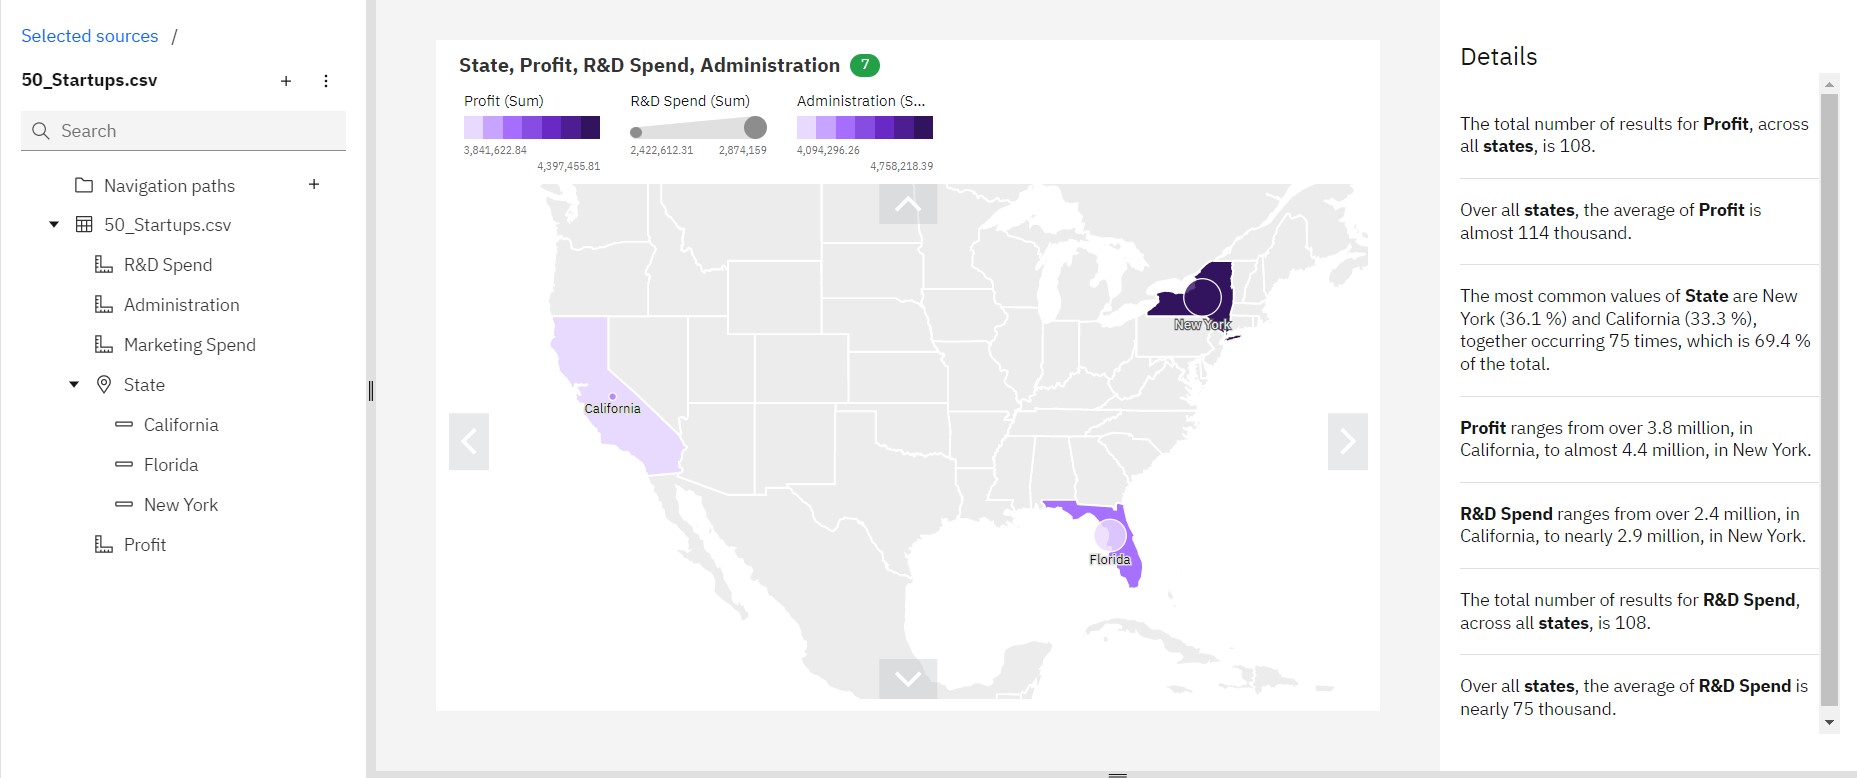 Selected sources /
50_Startups.csv
Search
Navigation paths
50_Startups.csv
R&D Spend
Administration
Marketing Spend
State
California
Florida
New York
Profit
State, Profit, R&D Spend, Administration 7
Profit (Sum)
3,841,622.84
4,397,455.81
R&D Spend (Sum)
2,422,612.31 2,874,159
Administration (S...
4,094,296.26
4,758,218.39
New York
California
Florida
Details
The total number of results for Profit, across
all states, is 108.
Over all states, the average of Profit is
almost 114 thousand.
The most common values of State are New
York (36.1 %) and California (33.3 %),
together occurring 75 times, which is 69.4 %
of the total.
Profit ranges from over 3.8 million, in
California, to almost 4.4 million, in New York.
R&D Spend ranges from over 2.4 million, in
California, to nearly 2.9 million, in New York.
The total number of results for R&D Spend,
across all states, is 108.
Over all states, the average of R&D Spend is
nearly 75 thousand.